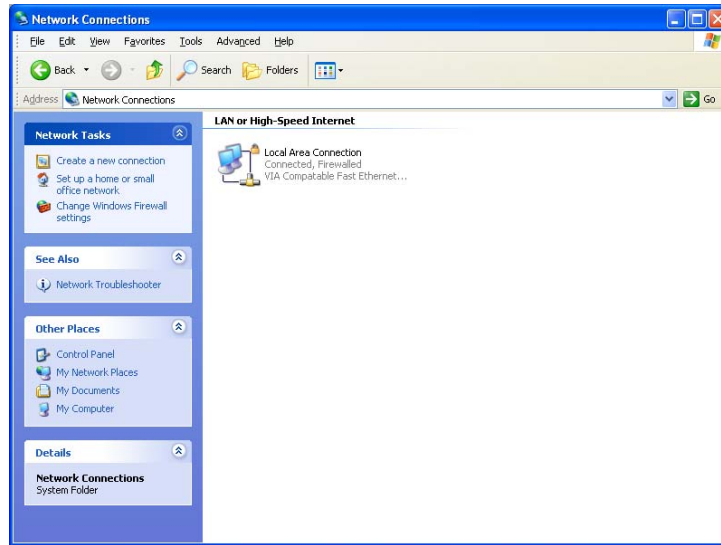 Network Connections
File Edit View Favorites Tools Advanced Help
Back Search Folders
Address Network Connections Go
Network Tasks
Create a new connection
Set up a home or small
office network
Change Windows Firewall
settings
See Also
Network Troubleshooter
Other Places
Control Panel
My Network Places
My Documents
My Computer
Details
Network Connections
System Folder
LAN or High-Speed Internet
Local Area Connection
Connected, Firewalled
VIA Compatable Fast Ethernet...